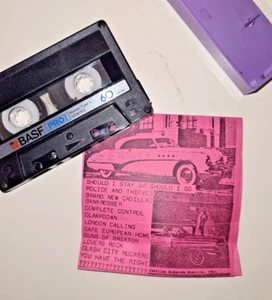 BASF PRO I
60
SHOULD I STAY OR SHOULD I GO
POLICE AND THIEVES
BRAND NEW CADILLAC
BANKROBBER
COMPLETE CONTROL
CLAMPDOWN
LONDON CALLING
SAFE EUROPEAN HOME
GUNS OF BRIXTON
LOVERS ROCK
CLASH CITY ROCKERS
YOU HAVE THE RIGHT